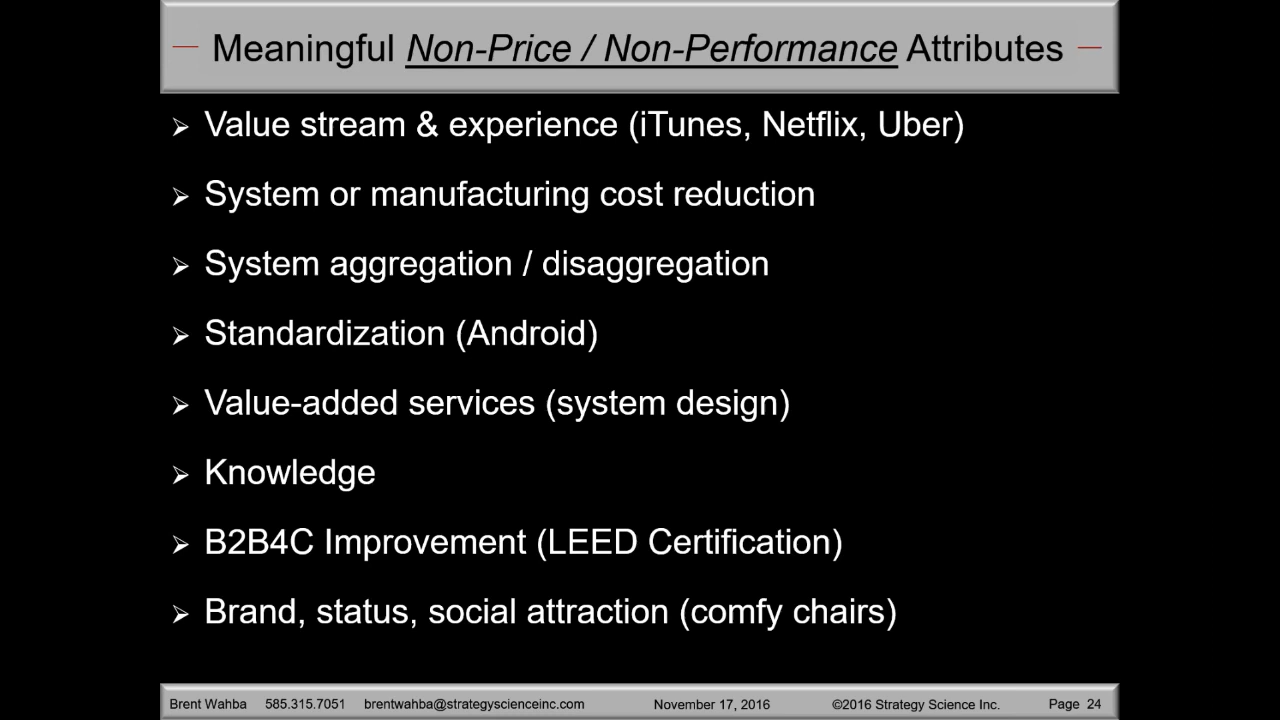 Meaningful Non-Price / Non-Performance Attributes
Value stream & experience (iTunes, Netflix, Uber)
System or manufacturing cost reduction
System aggregation / disaggregation
Standardization (Android)
Value-added services (system design)
Knowledge
B2B4C Improvement (LEED Certification)
Brand, status, social attraction (comfy chairs)
Brent Wahba 585.315.7051 brentwahba@strategyscienceinc.com November 17, 2016 ©2016 Strategy Science Inc. Page 24